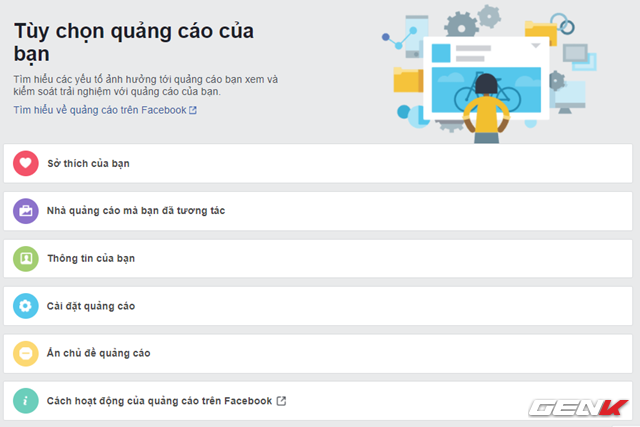 Tùy chọn quảng cáo của
bạn
Tìm hiểu các yếu tố ảnh hưởng tới quảng cáo bạn xem và
kiểm soát trải nghiệm với quảng cáo của bạn.
Tìm hiểu về quảng cáo trên Facebook
Sở thích của bạn
Nhà quảng cáo mà bạn đã tương tác
Thông tin của bạn
Cài đặt quảng cáo
Ẩn chủ đề quảng cáo
Cách hoạt động của quảng cáo trên Facebook
GENK